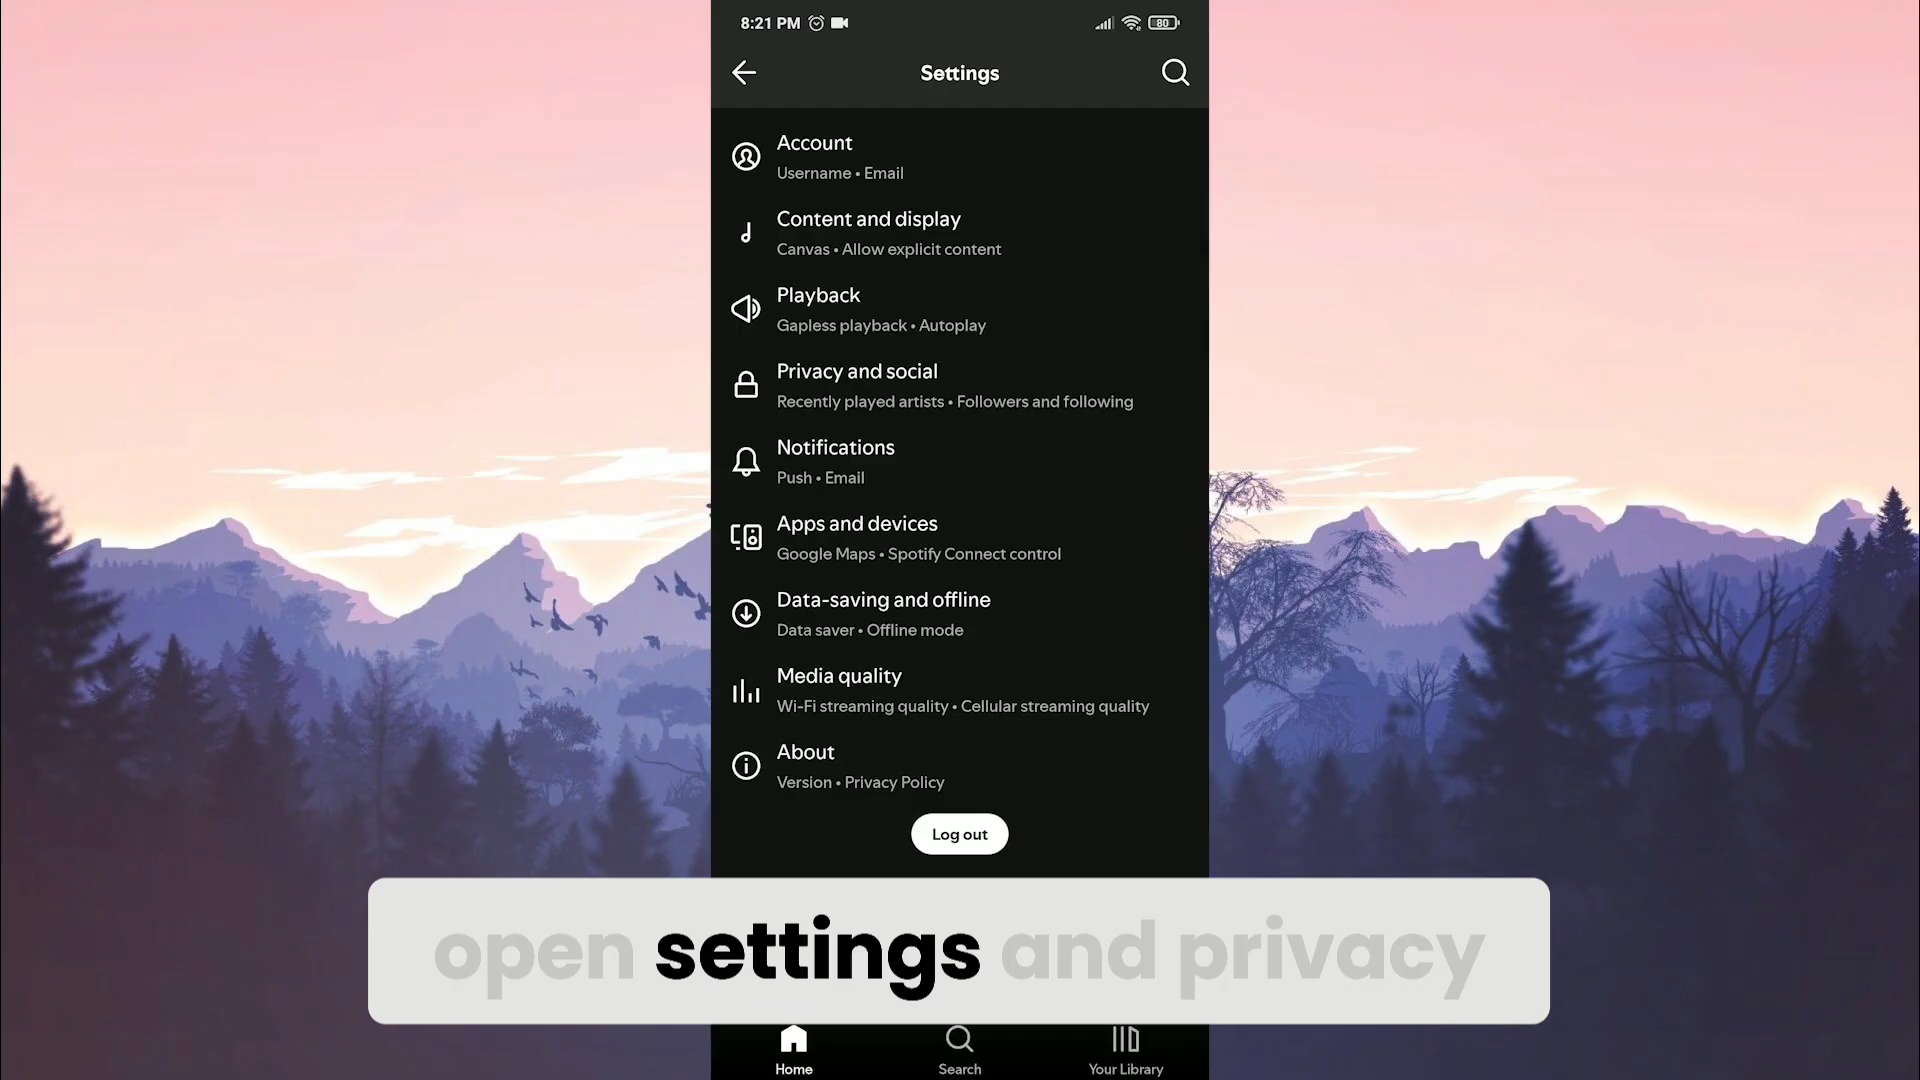 8:21 PM
80
Settings
Account
Username • Email
Content and display
Canvas • Allow explicit content
Playback
Gapless playback • Autoplay
Privacy and social
Recently played artists • Followers and following
Notifications
Push • Email
Apps and devices
Google Maps • Spotify Connect control
Data-saving and offline
Data saver • Offline mode
Media quality
Wi-Fi streaming quality • Cellular streaming quality
About
Version • Privacy Policy
Log out
open settings and privacy
Home
Search
Your Library